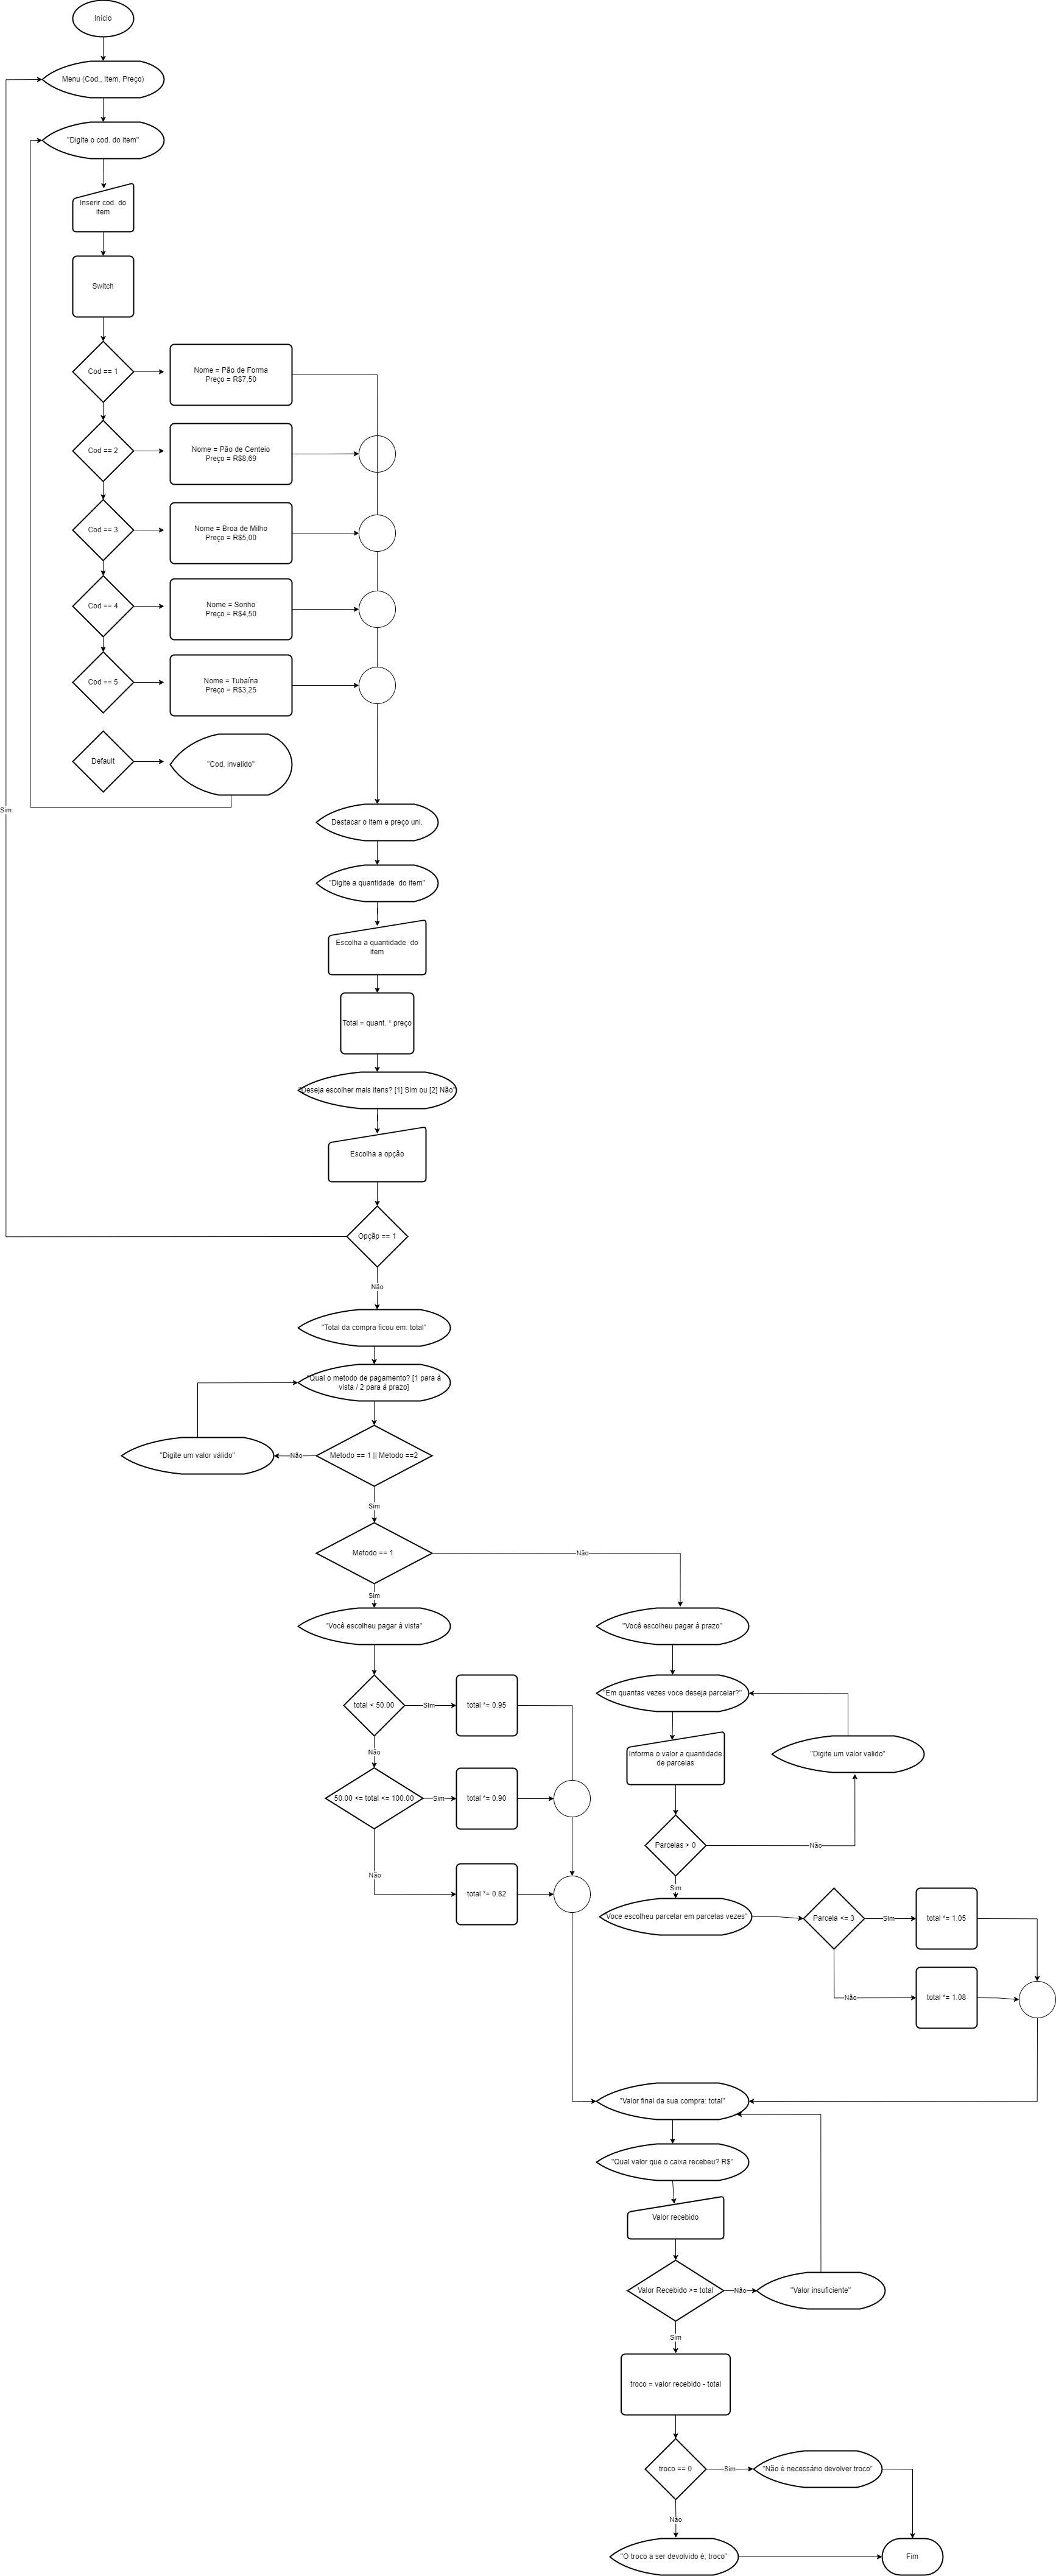 Início
Menu (Cod., Item, Preço)
"Digite o cod. do item"
Inserir cod. do
item
Switch
Cod == 1
Nome = Pão de Forma
Preço = R$7,50
Cod == 2
Nome = Pão de Centeio
Preço = R$8,69
Cod == 3
Nome = Broa de Milho
Preço = R$5,00
Cod == 4
Nome = Sonho
Preço = R$4,50
Cod == 5
Nome = Tubaína
Preço = R$3,25
Default
"Cod. invalido"
Sim
Destacar o item e preço uni.
"Digite a quantidade  do item"
Escolha a quantidade  do
item
Total = quant. * preço
"Deseja escolher mais itens? [1] Sim ou [2] Não"
Escolha a opção
Opçãp == 1
Não
"Total da compra ficou em: total"
"Qual o metodo de pagamento? [1 para á
vista / 2 para á prazo]
"Digite um valor válido"
Não
Metodo == 1 || Metodo ==2
Sim
Metodo == 1
Não
Sim
"Você escolheu pagar á vista"
"Você escolheu pagar á prazo"
total < 50.00
SIm
total *= 0.95
"Em quantas vezes voce deseja parcelar?"
Não
Informe o valor a quantidade
de parcelas
"Digite um valor valido"
50.00 <= total <= 100.00
Sim
total *= 0.90
Parcelas > 0
Não
Não
Sim
total *= 0.82
"Voce escolheu parcelar em parcelas vezes"
Parcela <= 3
SIm
total *= 1.05
Não
total *= 1.08
"Valor final da sua compra: total"
"Qual valor que o caixa recebeu? R$"
Valor recebido
Valor Recebido >= total
Não
"Valor insuficiente"
Sim
troco = valor recebido - total
troco == 0
Sim
"Não é necessário devolver troco"
Não
"O troco a ser devolvido é; troco"
Fim